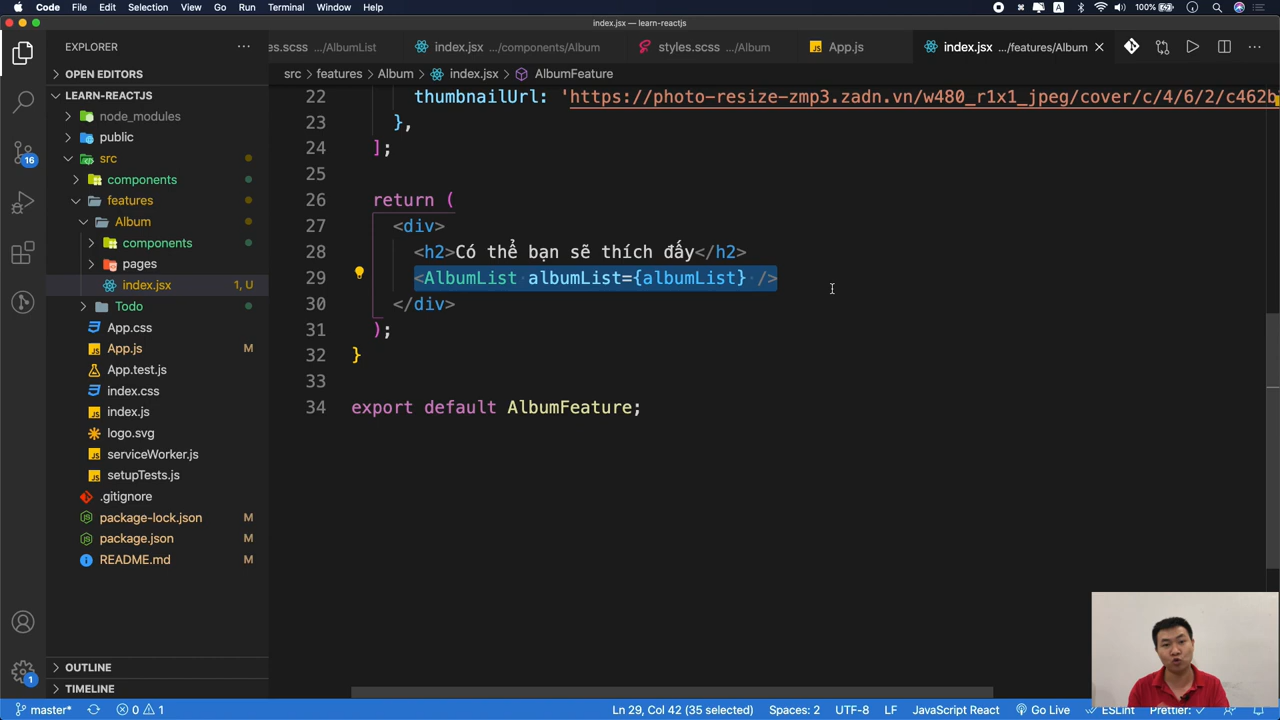 Code File Edit Selection View Go Run Terminal Window Help 100%
index.jsx — learn-reactjs
EXPLORER
es.scss .../AlbumList index.jsx .../components/Album styles.scss .../Album App.js index.jsx .../features/Album
OPEN EDITORS
src > features > Album > index.jsx > AlbumFeature
LEARN-REACTJS
node_modules
public
src
components
features
Album
components
pages
index.jsx 1, U
Todo
App.css
App.js M
App.test.js
index.css
index.js
logo.svg
serviceWorker.js
setupTests.js
.gitignore
package-lock.json M
package.json M
README.md M
OUTLINE
TIMELINE
16
1
22 thumbnailUrl: 'https://photo-resize-zmp3.zadn.vn/w480_r1x1_jpeg/cover/c/4/6/2/c462b
23 },
24 ];
25
26 return (
27 <div>
28 <h2>Có thể bạn sẽ thích đấy</h2>
29 <AlbumList albumList={albumList} />
30 </div>
31 );
32 }
33
34 export default AlbumFeature;
master* 0 1 Ln 29, Col 42 (35 selected) Spaces: 2 UTF-8 LF JavaScript React Go Live ESLint Prettier: